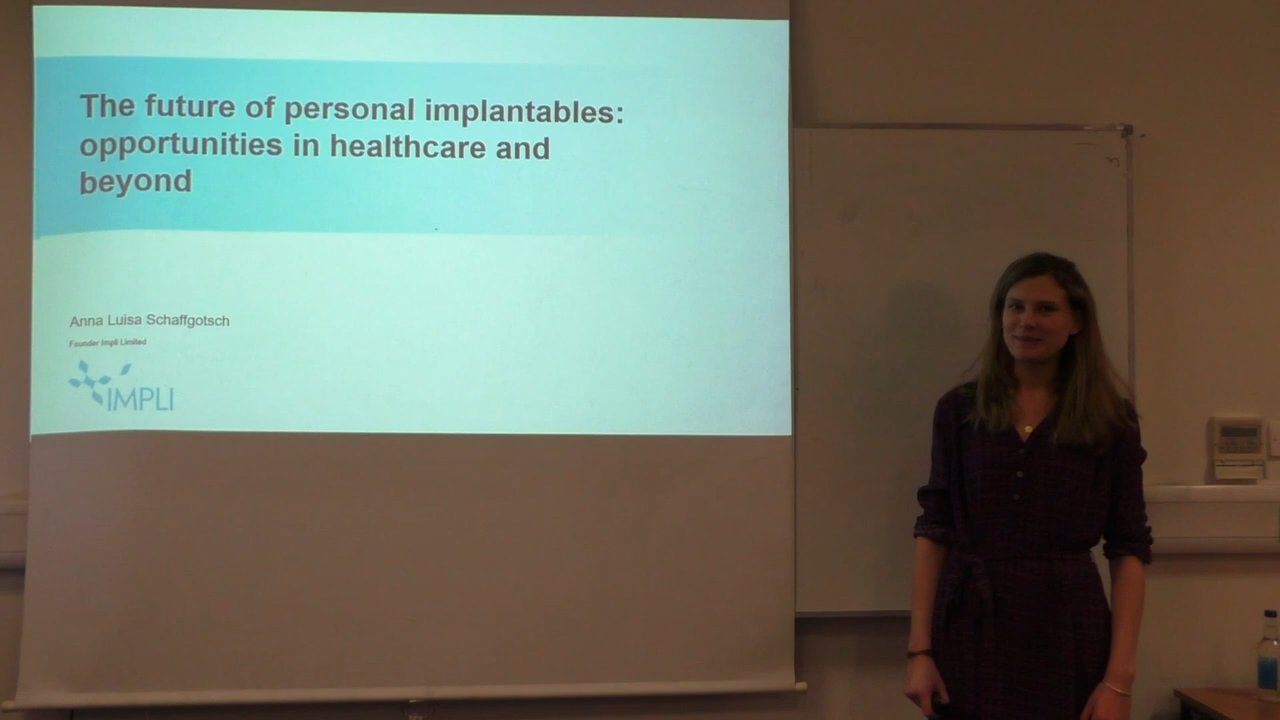 The future of personal implantables:
opportunities in healthcare and
beyond
Anna Luisa Schaffgotsch
Founder Impli Limited
IMPLI